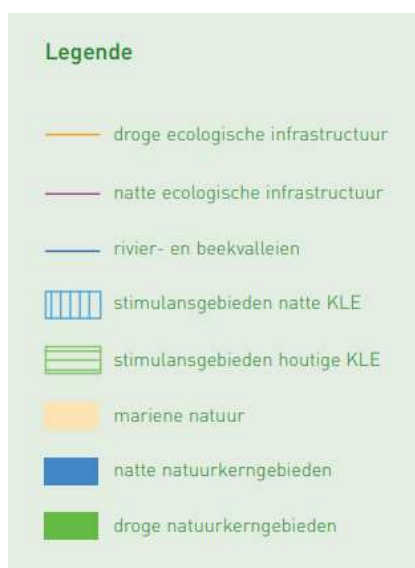 Legende
droge ecologische infrastructuur
natte ecologische infrastructuur
rivier- en beekvalleien
stimulansgebieden natte KLE
stimulansgebieden houtige KLE
mariene natuur
natte natuurkerngebieden
droge natuurkerngebieden